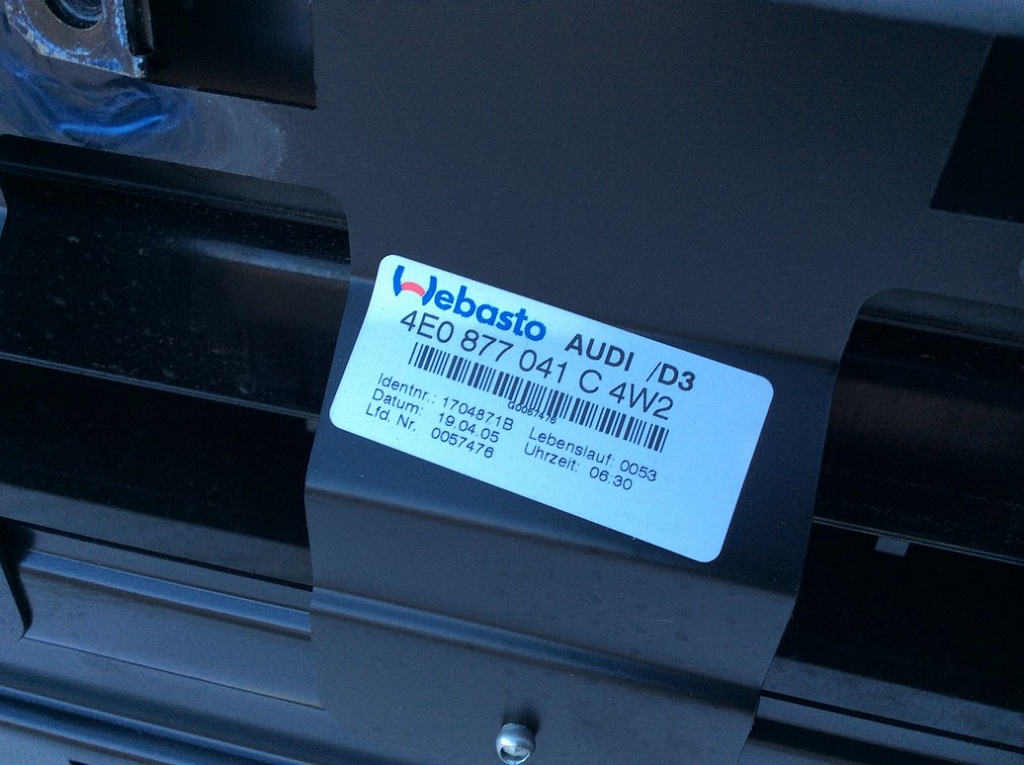 Webasto AUDI /D3
4E0 877 041 C 4W2
G0057476
Identnr.: 1704871B Lebenslauf: 0053
Datum: 19.04.05 Uhrzeit: 06:30
Lfd. Nr. 0057476